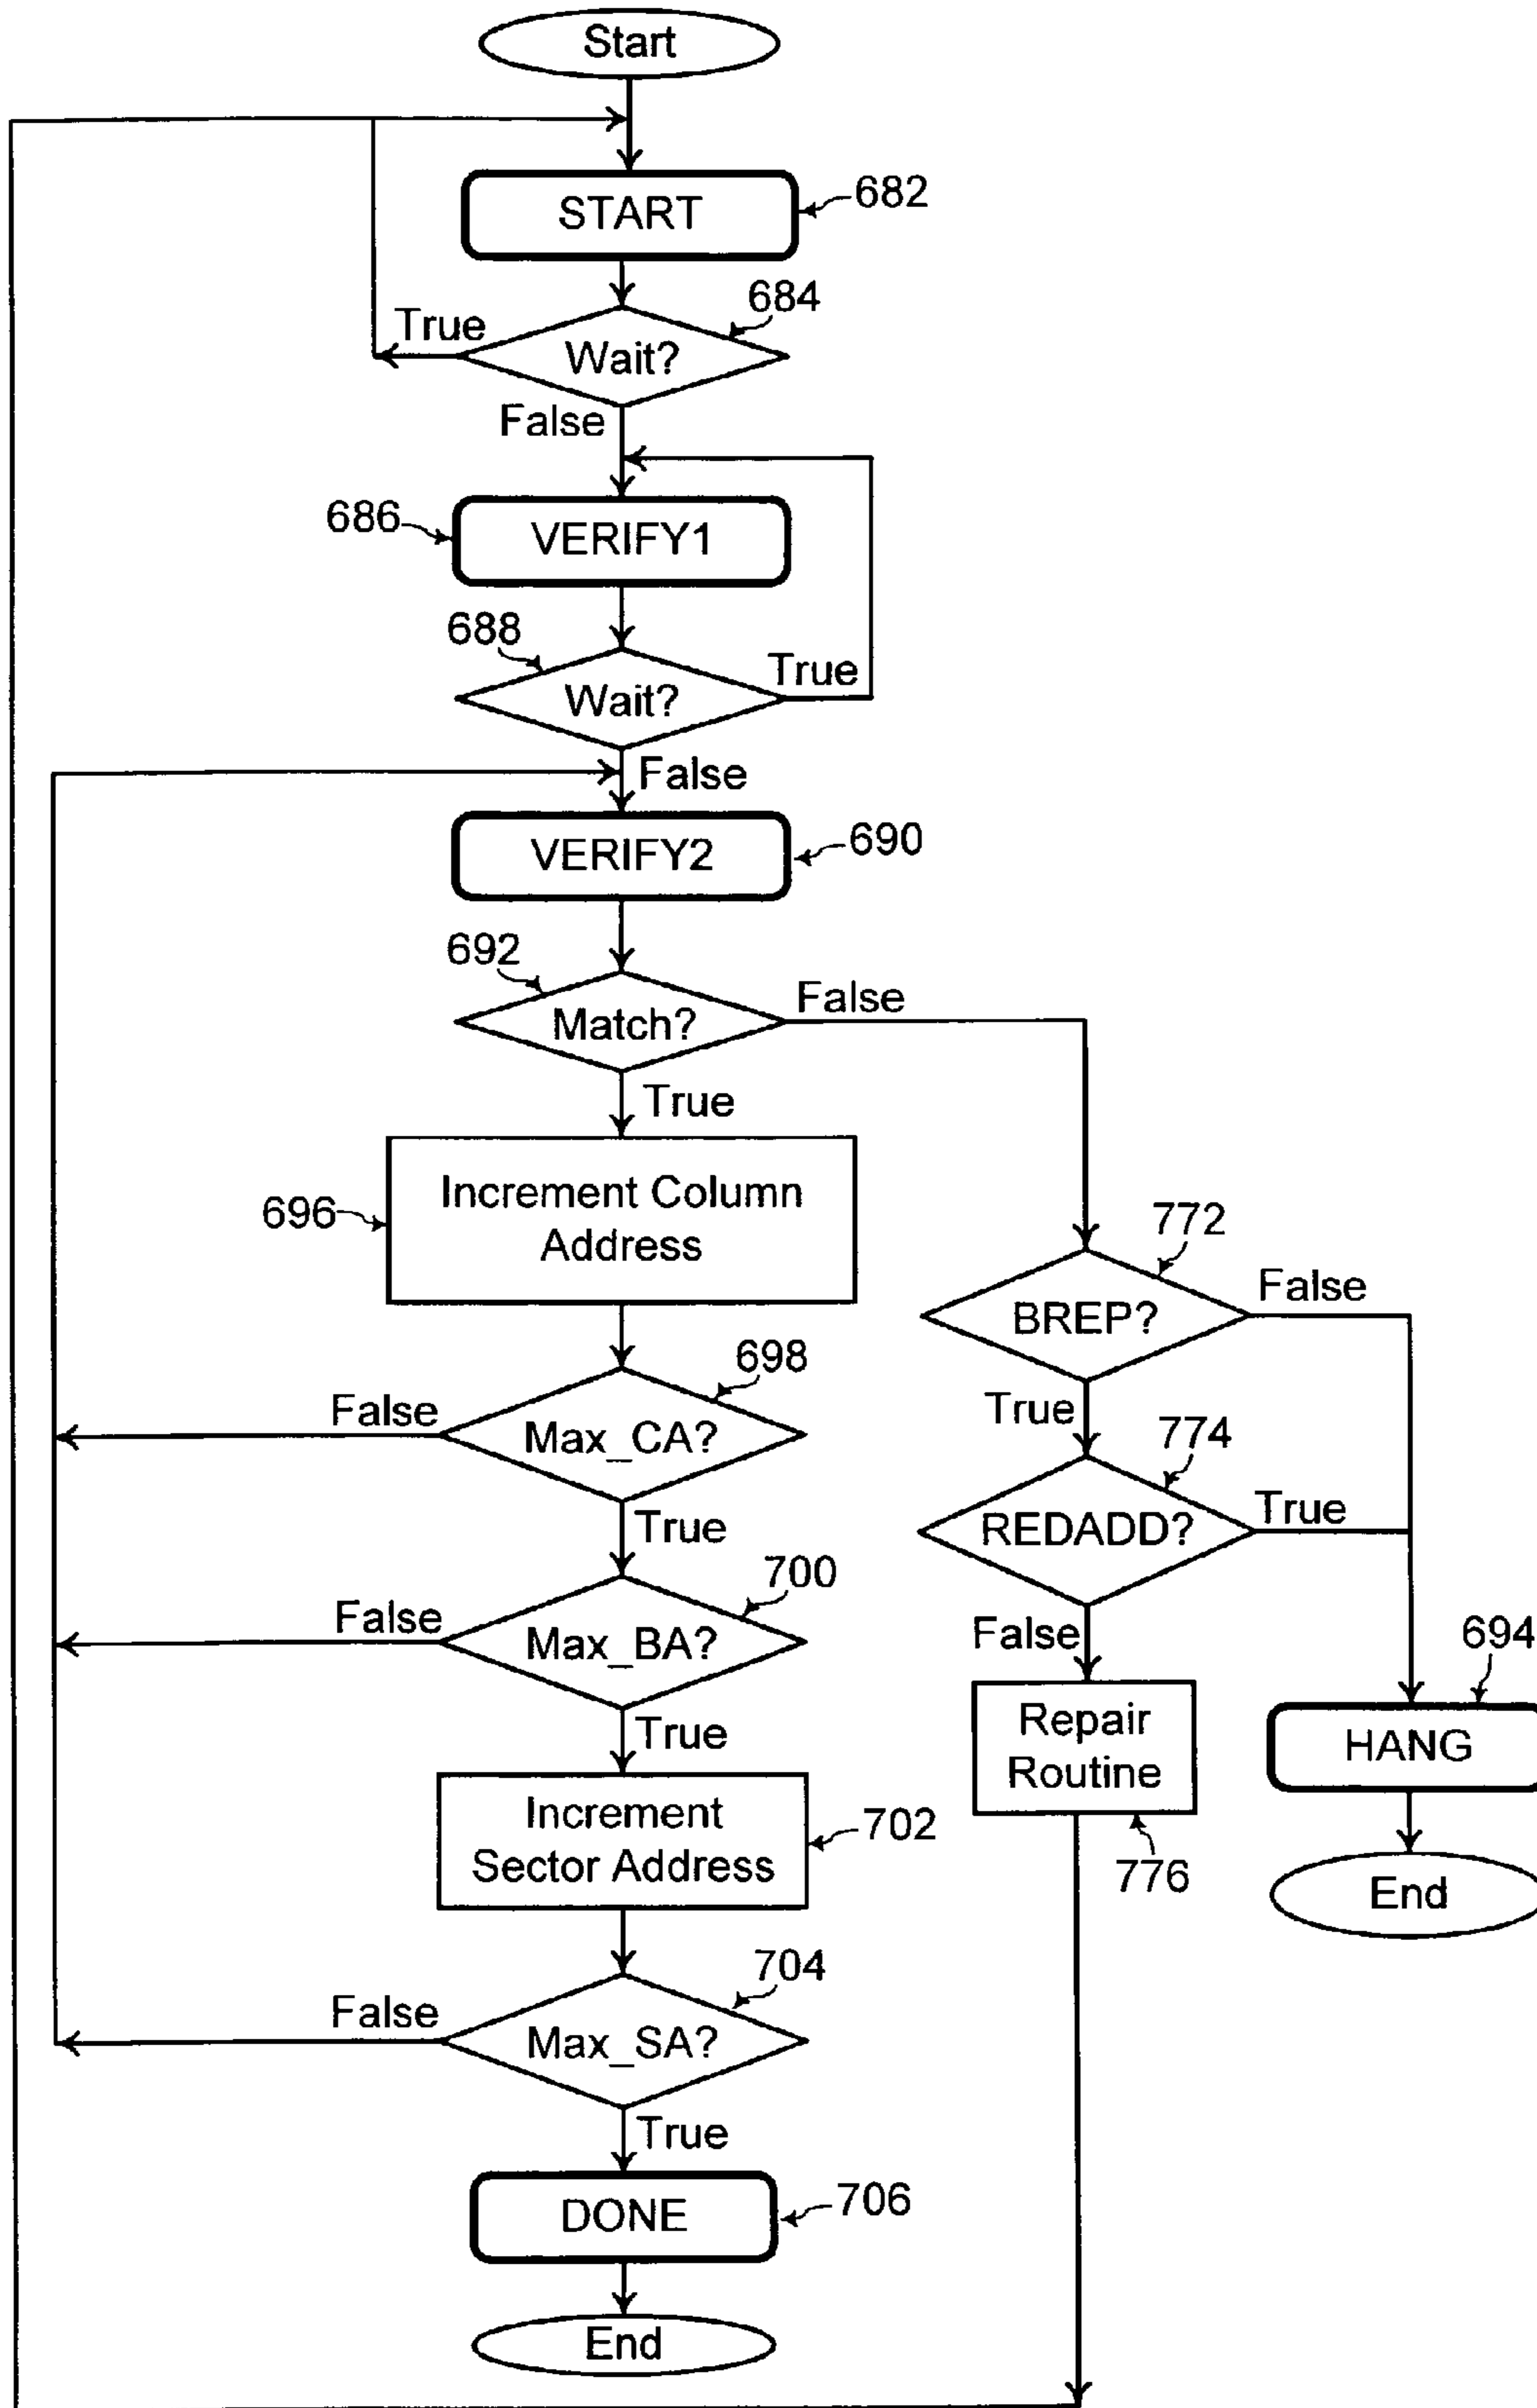 Start
START
682
684
True
Wait?
False
686
VERIFY1
688
True
Wait?
False
VERIFY2
690
692
False
Match?
True
Increment Column
Address
696
772
False
BREP?
698
False
Max_CA?
True
774
True
REDADD?
True
700
False
Max_BA?
False
694
True
Repair
Routine
HANG
Increment
Sector Address
702
776
End
704
False
Max_SA?
True
DONE
706
End